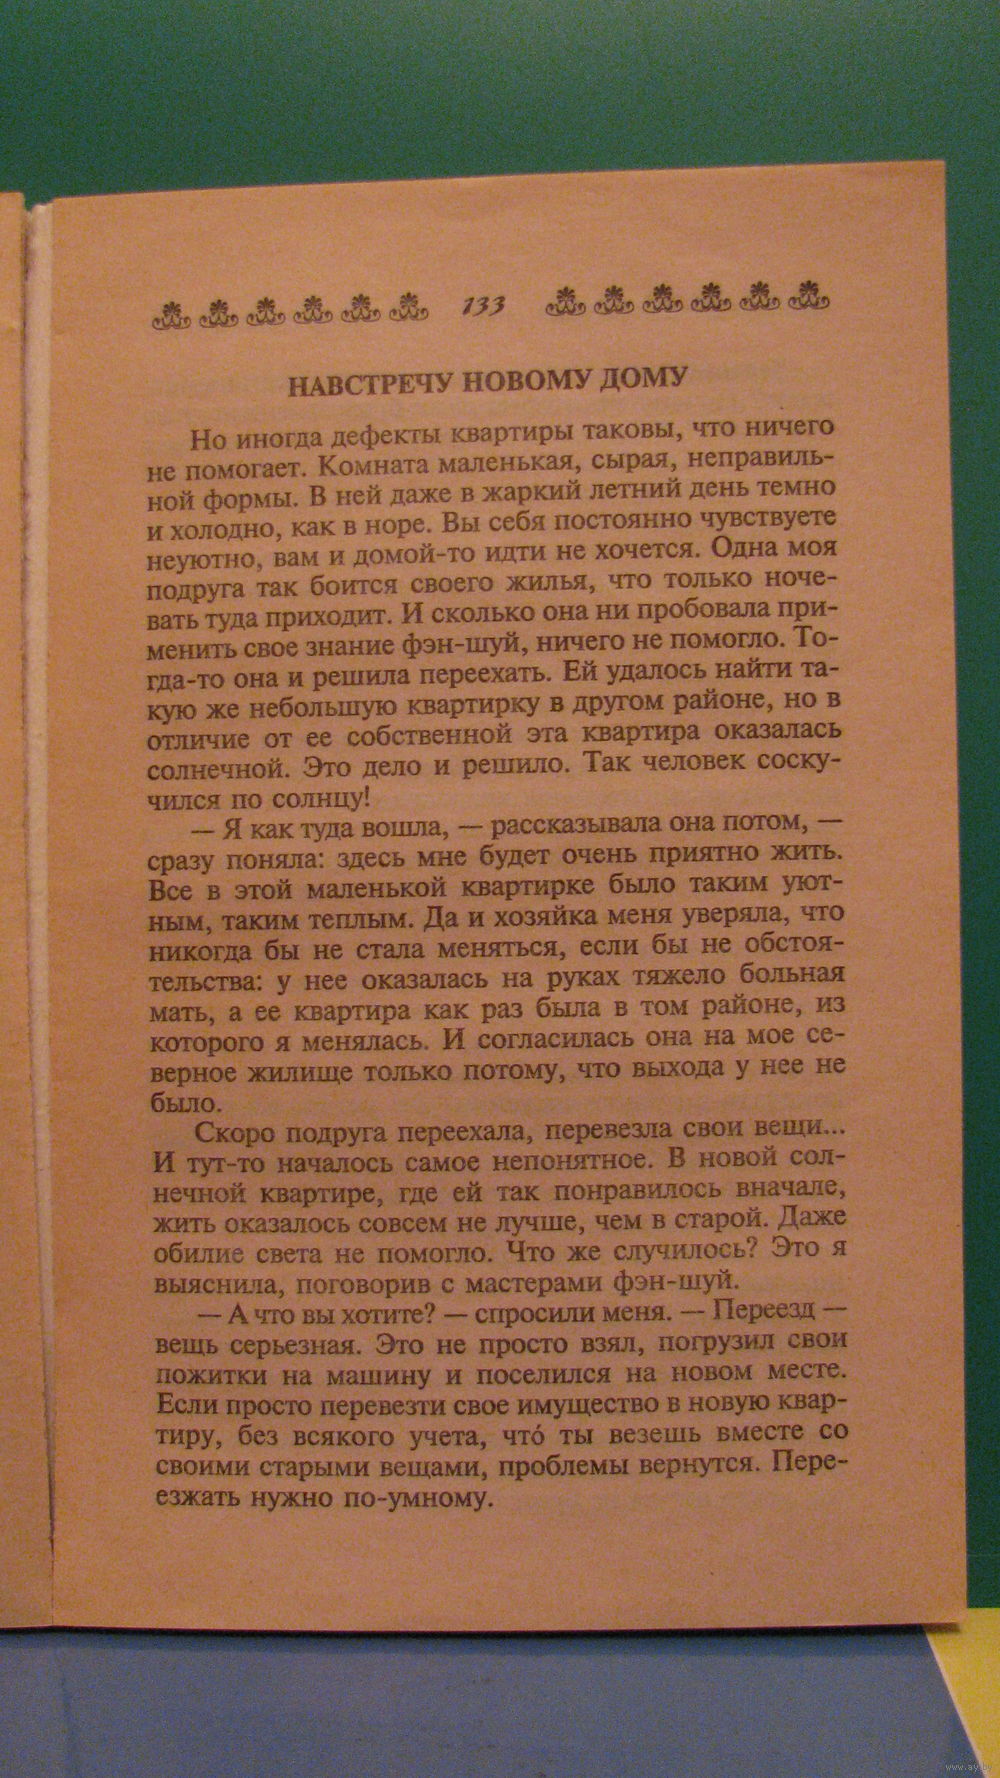 133
НАВСТРЕЧУ НОВОМУ ДОМУ
Но иногда дефекты квартиры таковы, что ничего
не помогает. Комната маленькая, сырая, неправиль-
ной формы. В ней даже в жаркий летний день темно
и холодно, как в норе. Вы себя постоянно чувствуете
неуютно, вам и домой-то идти не хочется. Одна моя
подруга так боится своего жилья, что только ноче-
вать туда приходит. И сколько она ни пробовала при-
менить свое знание фэн-шуй, ничего не помогло. То-
гда-то она и решила переехать. Ей удалось найти та-
кую же небольшую квартирку в другом районе, но в
отличие от ее собственной эта квартира оказалась
солнечной. Это дело и решило. Так человек соску-
чился по солнцу!
— Я как туда вошла, — рассказывала она потом, —
сразу поняла: здесь мне будет очень приятно жить.
Все в этой маленькой квартирке было таким уют-
ным, таким теплым. Да и хозяйка меня уверяла, что
никогда бы не стала меняться, если бы не обстоя-
тельства: у нее оказалась на руках тяжело больная
мать, а ее квартира как раз была в том районе, из
которого я менялась. И согласилась она на мое се-
верное жилище только потому, что выхода у нее не
было.
Скоро подруга переехала, перевезла свои вещи...
И тут-то началось самое непонятное. В новой сол-
нечной квартире, где ей так понравилось вначале,
жить оказалось совсем не лучше, чем в старой. Даже
обилие света не помогло. Что же случилось? Это я
выяснила, поговорив с мастерами фэн-шуй.
— А что вы хотите? — спросили меня. — Переезд —
вещь серьезная. Это не просто взял, погрузил свои
пожитки на машину и поселился на новом месте.
Если просто перевезти свое имущество в новую квар-
тиру, без всякого учета, что́ ты везешь вместе со
своими старыми вещами, проблемы вернутся. Пере-
езжать нужно по-умному.